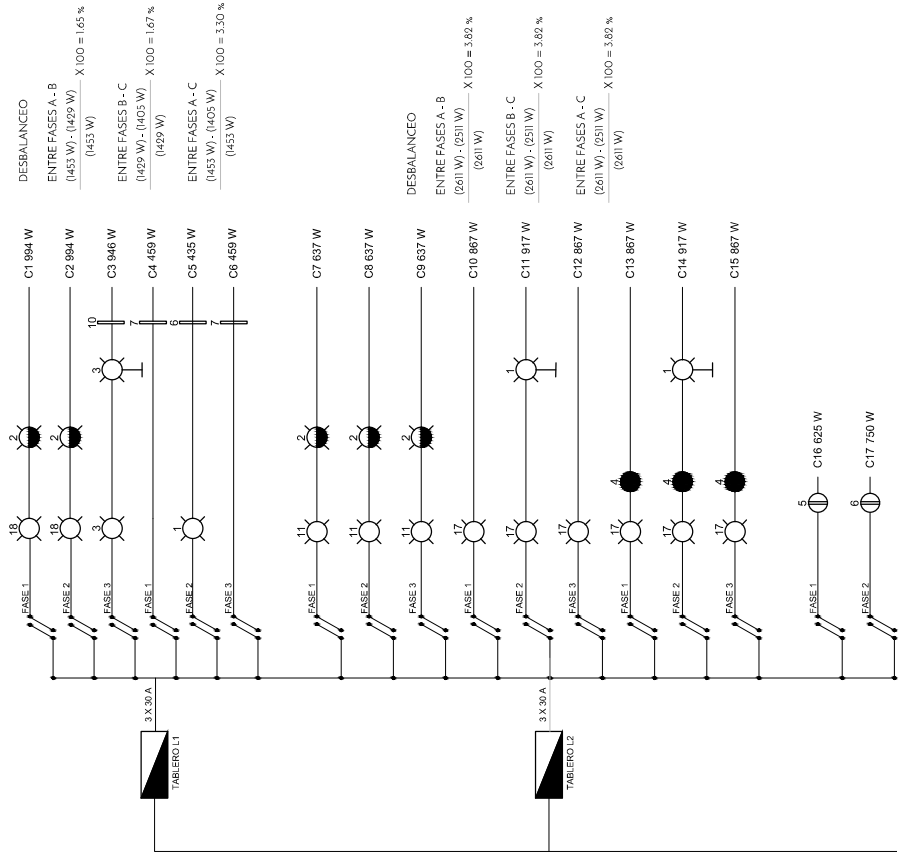 DESBALANCEO
ENTRE FASES A - B
(1453 W) - (1429 W)
(1453 W)
X 100 = 1.65 %
ENTRE FASES B - C
(1429 W) - (1405 W)
(1429 W)
X 100 = 1.67 %
ENTRE FASES A - C
(1453 W) - (1405 W)
(1453 W)
X 100 = 3.30 %
DESBALANCEO
ENTRE FASES A - B
(2611 W) - (2511 W)
(2611 W)
X 100 = 3.82 %
ENTRE FASES B - C
(2611 W) - (2511 W)
(2611 W)
X 100 = 3.82 %
ENTRE FASES A - C
(2611 W) - (2511 W)
(2611 W)
X 100 = 3.82 %
FASE 1 18 2 C1 994 W
FASE 2 18 2 C2 994 W
FASE 3 3 3 10 C3 946 W
FASE 1 7 C4 459 W
FASE 2 1 6 C5 435 W
FASE 3 7 C6 459 W
FASE 1 11 2 C7 637 W
FASE 2 11 2 C8 637 W
FASE 3 11 2 C9 637 W
FASE 1 17 C10 867 W
FASE 2 17 1 C11 917 W
FASE 3 17 C12 867 W
FASE 1 17 4 C13 867 W
FASE 2 17 4 1 C14 917 W
FASE 3 17 4 C15 867 W
FASE 1 5 C16 625 W
FASE 2 6 C17 750 W
3 X 30 A
TABLERO L1
3 X 30 A
TABLERO L2